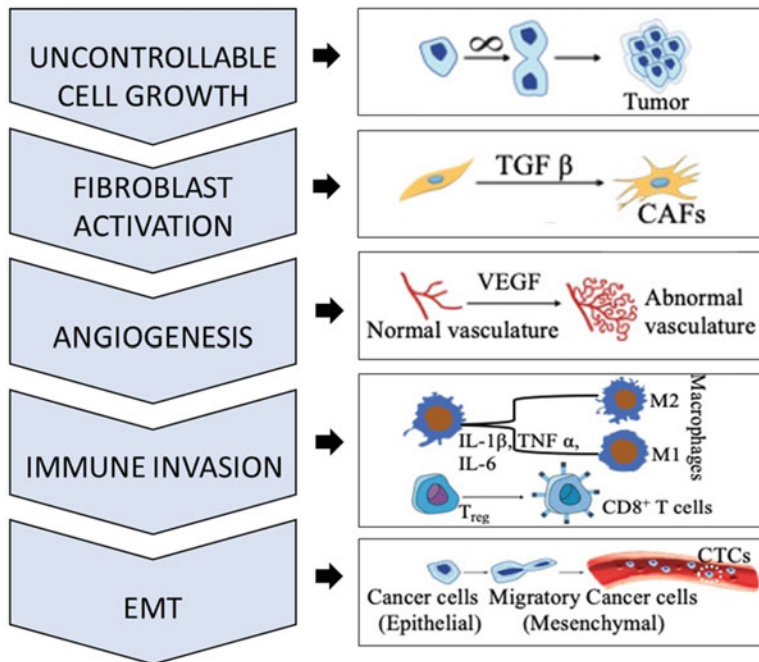 UNCONTROLLABLE
CELL GROWTH
∞
Tumor
FIBROBLAST
ACTIVATION
TGF β
CAFs
ANGIOGENESIS
VEGF
Normal vasculature
Abnormal
vasculature
IMMUNE INVASION
IL-1β, TNF α,
IL-6
M2
M1
Macrophages
Treg
CD8⁺ T cells
EMT
CTCs
Cancer cells
(Epithelial)
Migratory Cancer cells
(Mesenchymal)